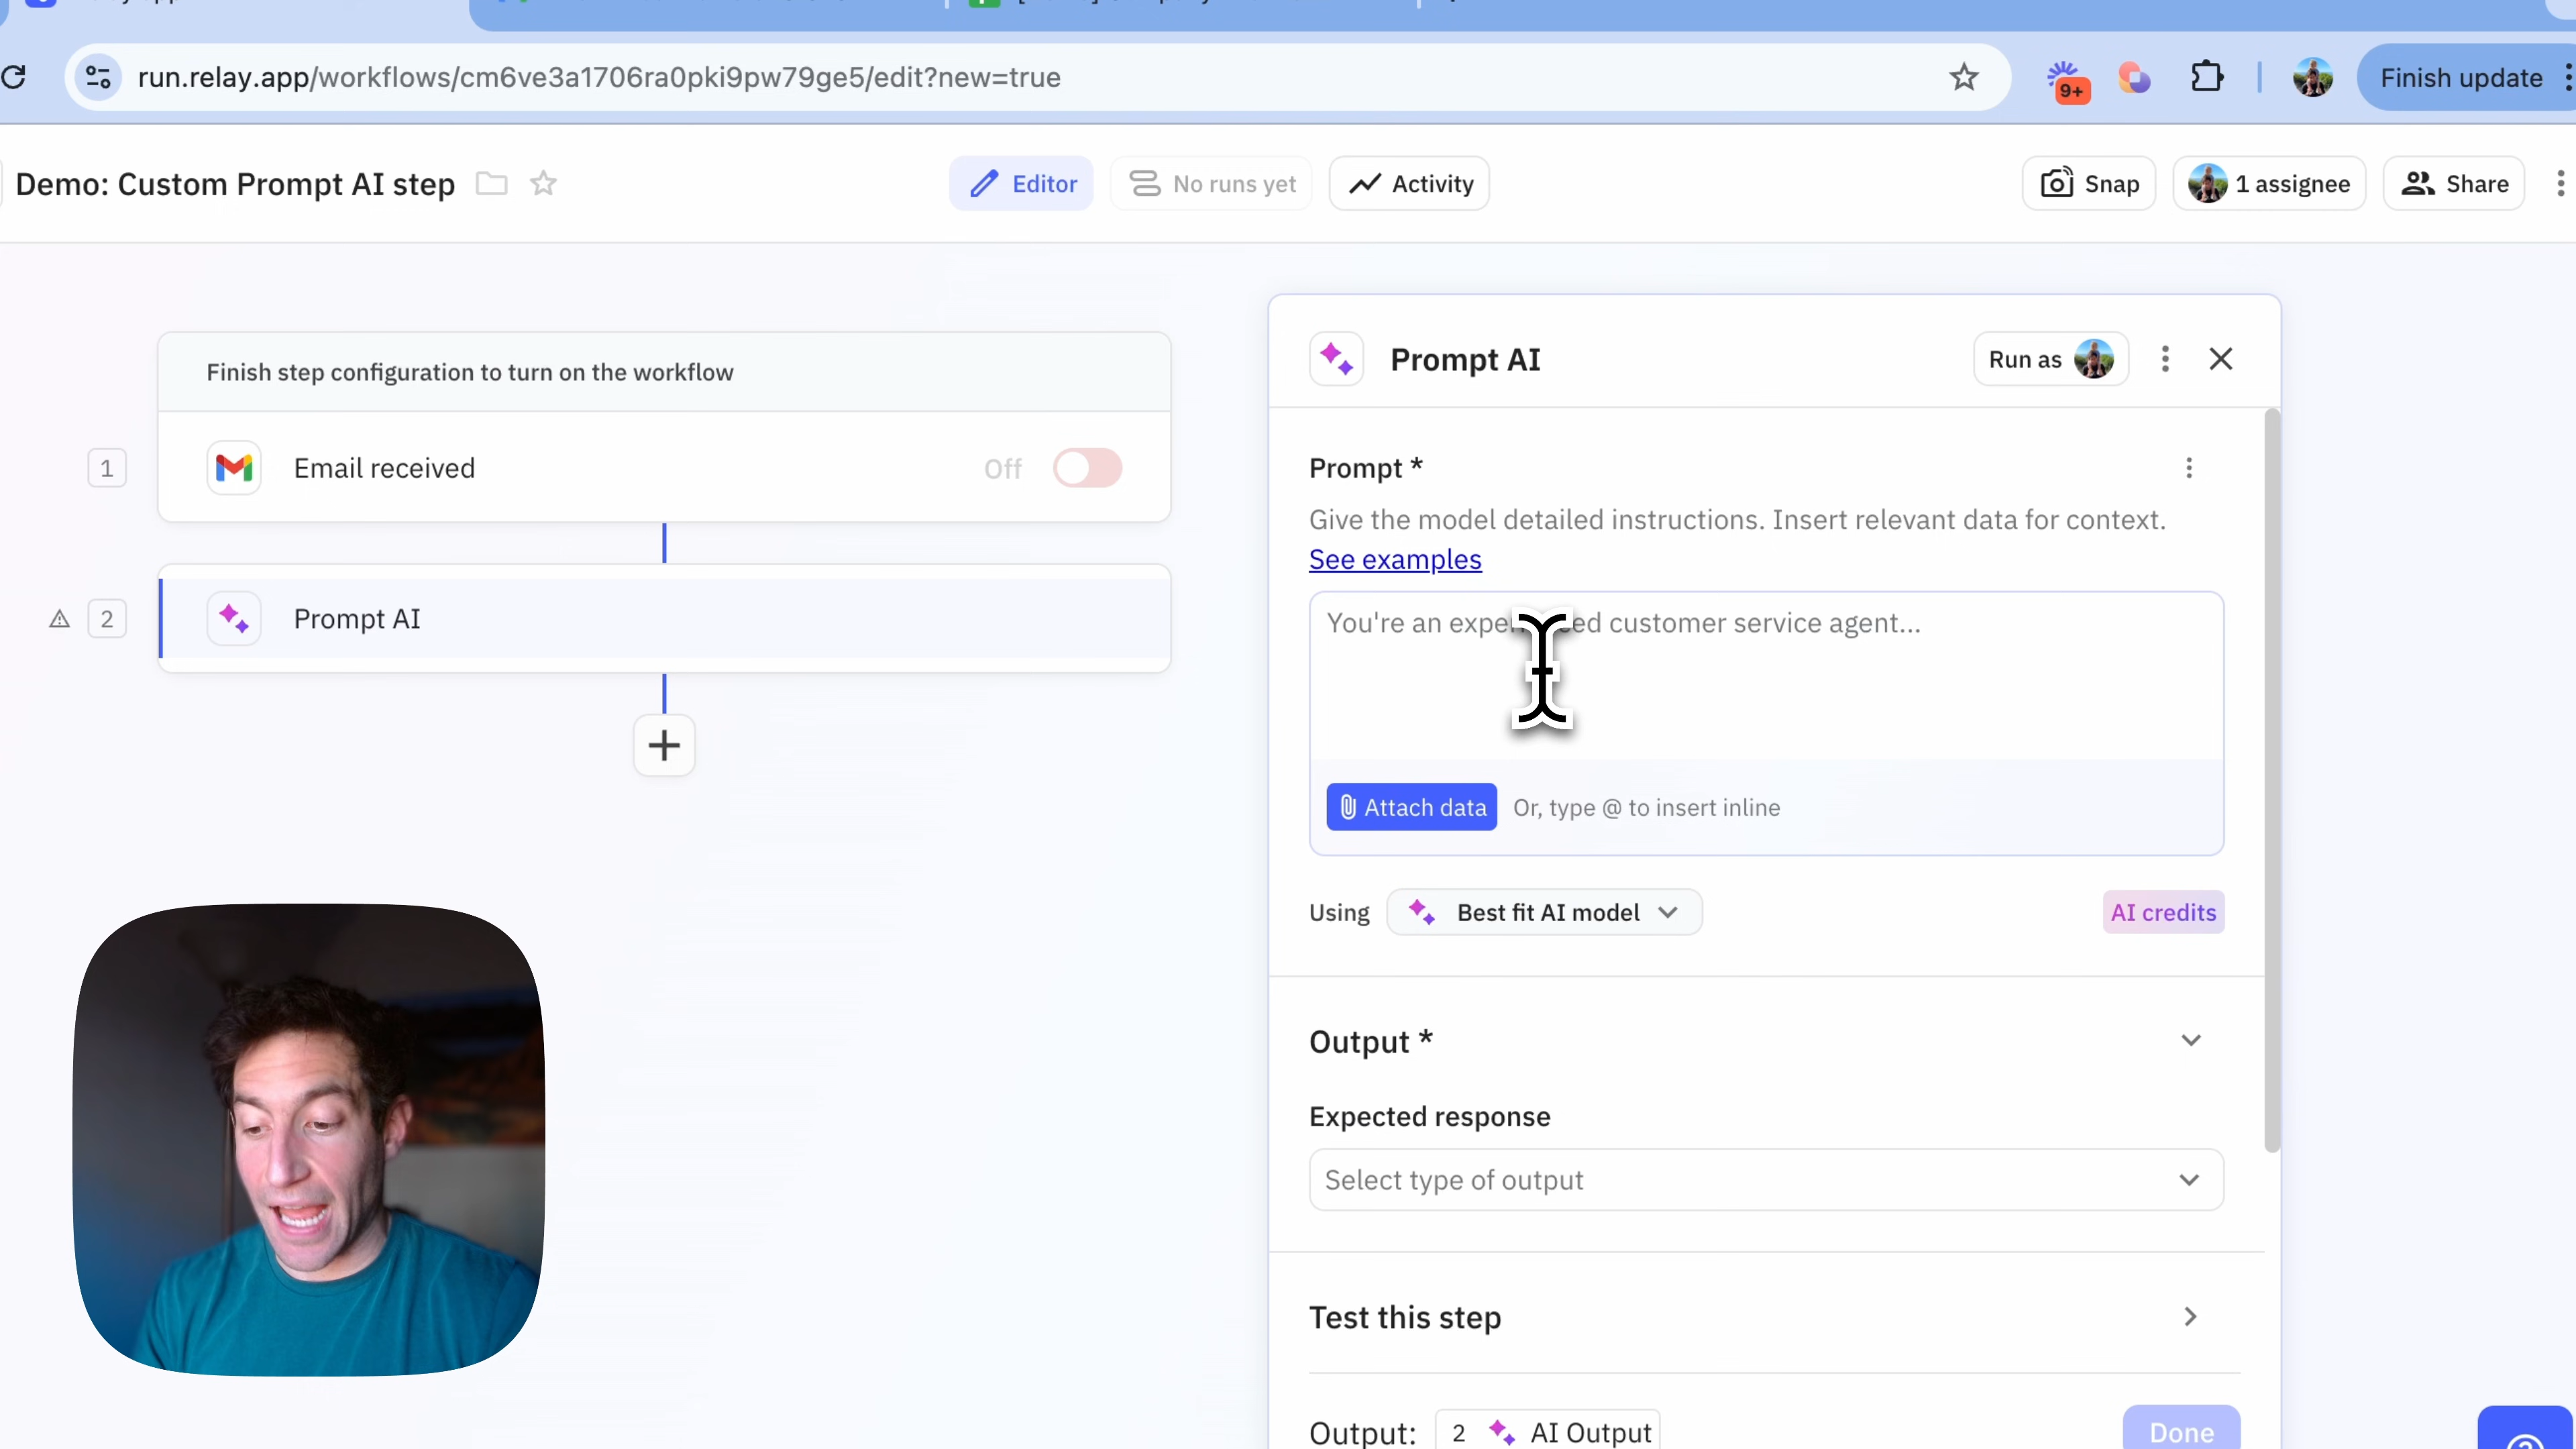 run.relay.app/workflows/cm6ve3a1706ra0pki9pw79ge5/edit?new=true
9+
Finish update
Demo: Custom Prompt AI step
Editor
No runs yet
Activity
Snap
1 assignee
Share
Finish step configuration to turn on the workflow
1
Email received
Off
2
Prompt AI
Prompt AI
Run as
Prompt *
Give the model detailed instructions. Insert relevant data for context.
See examples
You're an experienced customer service agent...
Attach data
Or, type @ to insert inline
Using
Best fit AI model
AI credits
Output *
Expected response
Select type of output
Test this step
Output:
2
AI Output
Done